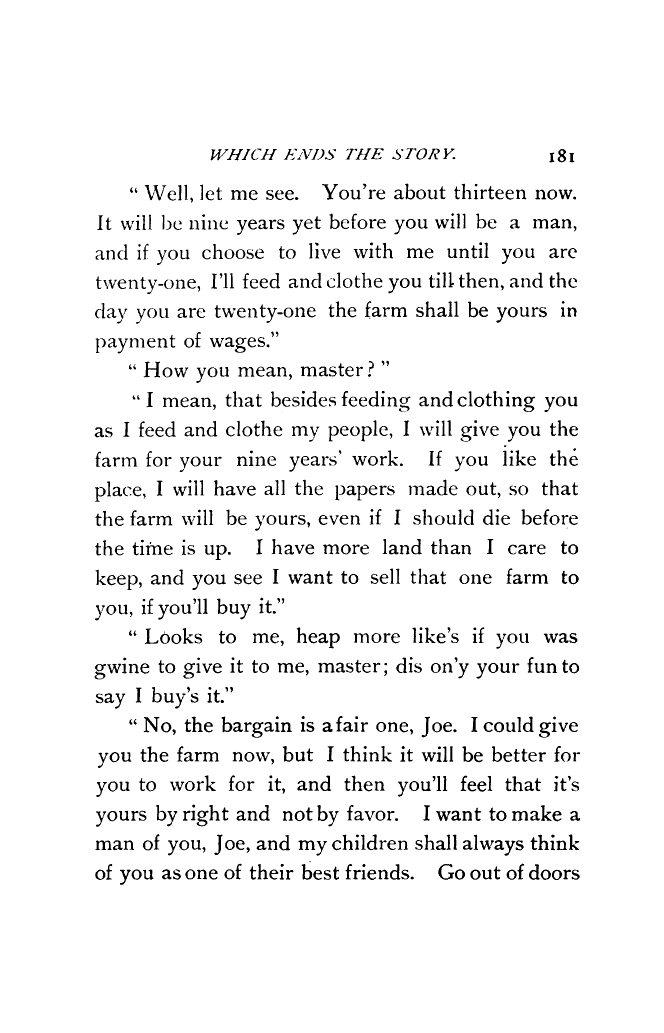 WHICH ENDS THE STORY. 181
“ Well, let me see. You're about thirteen now.
It will be nine years yet before you will be a man,
and if you choose to live with me until you are
twenty-one, I'll feed and clothe you till then, and the
day you are twenty-one the farm shall be yours in
payment of wages.”
“ How you mean, master ? ”
“ I mean, that besides feeding and clothing you
as I feed and clothe my people, I will give you the
farm for your nine years' work. If you like the
place, I will have all the papers made out, so that
the farm will be yours, even if I should die before
the time is up. I have more land than I care to
keep, and you see I want to sell that one farm to
you, if you'll buy it.”
“ Looks to me, heap more like's if you was
gwine to give it to me, master; dis on'y your fun to
say I buy's it.”
“ No, the bargain is a fair one, Joe. I could give
you the farm now, but I think it will be better for
you to work for it, and then you'll feel that it's
yours by right and not by favor. I want to make a
man of you, Joe, and my children shall always think
of you as one of their best friends. Go out of doors